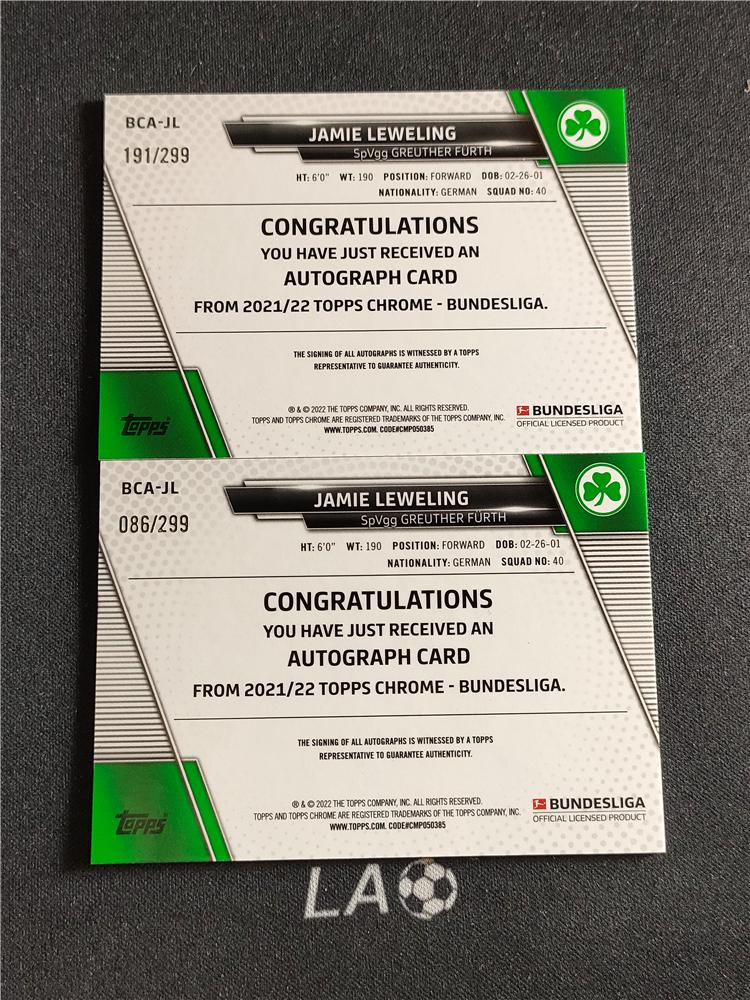 BCA-JL
191/299
JAMIE LEWELING
SpVgg GREUTHER FÜRTH
HT: 6'0" WT: 190 POSITION: FORWARD DOB: 02-26-01
NATIONALITY: GERMAN SQUAD NO: 40
CONGRATULATIONS
YOU HAVE JUST RECEIVED AN
AUTOGRAPH CARD
FROM 2021/22 TOPPS CHROME - BUNDESLIGA.
THE SIGNING OF ALL AUTOGRAPHS IS WITNESSED BY A TOPPS
REPRESENTATIVE TO GUARANTEE AUTHENTICITY.
® & © 2022 THE TOPPS COMPANY, INC. ALL RIGHTS RESERVED.
TOPPS AND TOPPS CHROME ARE REGISTERED TRADEMARKS OF THE TOPPS COMPANY, INC.
WWW.TOPPS.COM. CODE#CMP050385
topps
BUNDESLIGA
OFFICIAL LICENSED PRODUCT
BCA-JL
086/299
JAMIE LEWELING
SpVgg GREUTHER FÜRTH
HT: 6'0" WT: 190 POSITION: FORWARD DOB: 02-26-01
NATIONALITY: GERMAN SQUAD NO: 40
CONGRATULATIONS
YOU HAVE JUST RECEIVED AN
AUTOGRAPH CARD
FROM 2021/22 TOPPS CHROME - BUNDESLIGA.
THE SIGNING OF ALL AUTOGRAPHS IS WITNESSED BY A TOPPS
REPRESENTATIVE TO GUARANTEE AUTHENTICITY.
® & © 2022 THE TOPPS COMPANY, INC. ALL RIGHTS RESERVED.
TOPPS AND TOPPS CHROME ARE REGISTERED TRADEMARKS OF THE TOPPS COMPANY, INC.
WWW.TOPPS.COM. CODE#CMP050385
topps
BUNDESLIGA
OFFICIAL LICENSED PRODUCT
LA